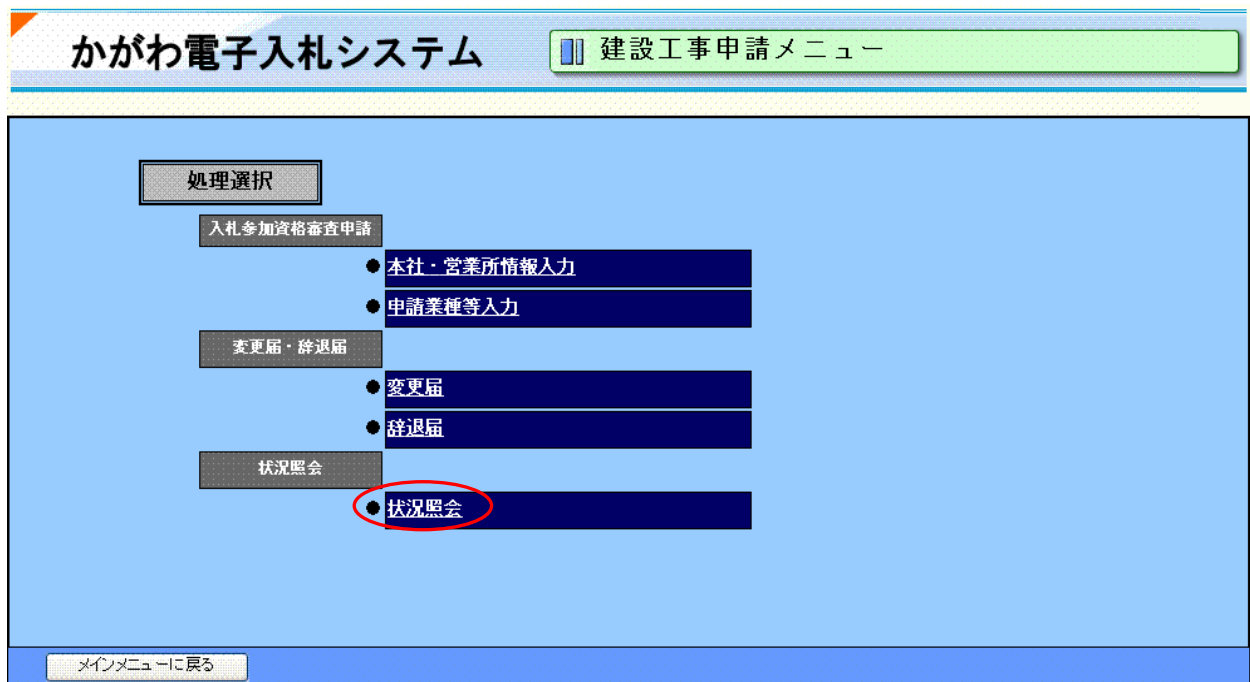 かがわ電子入札システム
建設工事申請メニュー
処理選択
入札参加資格審査申請
本社・営業所情報入力
申請業種等入力
変更届・辞退届
変更届
辞退届
状況照会
状況照会
メインメニューに戻る